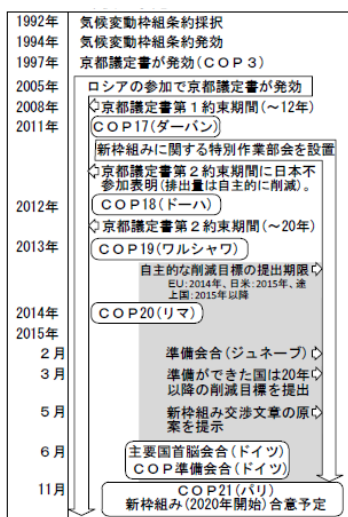 1992年 気候変動枠組条約採択
1994年 気候変動枠組条約発効
1997年 京都議定書が発効(COP3)
2005年 ロシアの参加で京都議定書が発効
2008年 京都議定書第1約束期間(～12年)
2011年 COP17(ダーバン)
新枠組みに関する特別作業部会を設置
京都議定書第2約束期間に日本不
参加表明(排出量は自主的に削減)。
2012年 COP18(ドーハ)
京都議定書第2約束期間(～20年)
2013年 COP19(ワルシャワ)
自主的な削減目標の提出期限
EU:2014年、日米:2015年、途
上国:2015年以降
2014年 COP20(リマ)
2015年
2月 準備会合(ジュネーブ)
3月 準備ができた国は20年
以降の削減目標を提出
5月 新枠組み交渉文章の原
案を提示
6月 主要国首脳会合(ドイツ)
COP準備会合(ドイツ)
11月 COP21(パリ)
新枠組み(2020年開始)合意予定